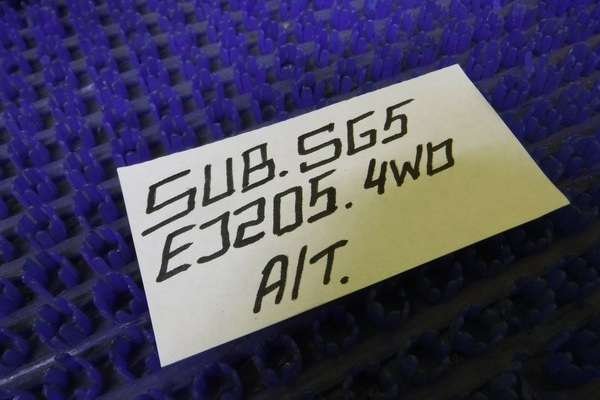 SUB. SG5
EJ205. 4WD
A/T.